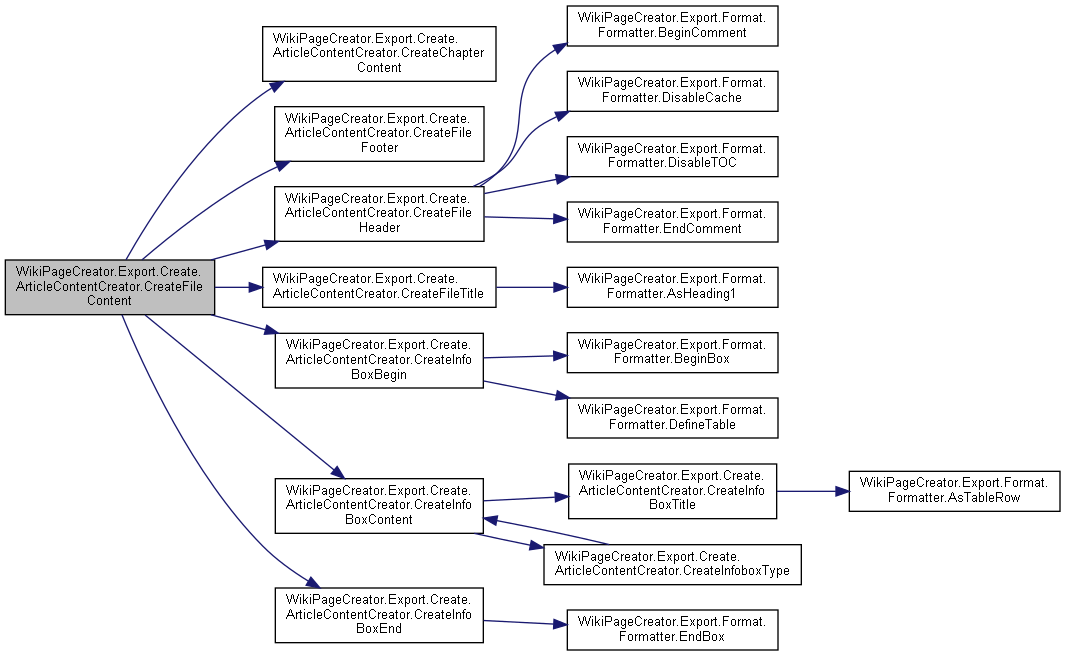 WikiPageCreator.Export.Create.
ArticleContentCreator.CreateFile
Content
WikiPageCreator.Export.Create.
ArticleContentCreator.CreateChapter
Content
WikiPageCreator.Export.Create.
ArticleContentCreator.CreateFile
Footer
WikiPageCreator.Export.Create.
ArticleContentCreator.CreateFile
Header
WikiPageCreator.Export.Format.
Formatter.BeginComment
WikiPageCreator.Export.Format.
Formatter.DisableCache
WikiPageCreator.Export.Format.
Formatter.DisableTOC
WikiPageCreator.Export.Format.
Formatter.EndComment
WikiPageCreator.Export.Create.
ArticleContentCreator.CreateFileTitle
WikiPageCreator.Export.Format.
Formatter.AsHeading1
WikiPageCreator.Export.Create.
ArticleContentCreator.CreateInfo
BoxBegin
WikiPageCreator.Export.Format.
Formatter.BeginBox
WikiPageCreator.Export.Format.
Formatter.DefineTable
WikiPageCreator.Export.Create.
ArticleContentCreator.CreateInfo
BoxContent
WikiPageCreator.Export.Create.
ArticleContentCreator.CreateInfo
BoxTitle
WikiPageCreator.Export.Format.
Formatter.AsTableRow
WikiPageCreator.Export.Create.
ArticleContentCreator.CreateInfoboxType
WikiPageCreator.Export.Create.
ArticleContentCreator.CreateInfo
BoxEnd
WikiPageCreator.Export.Format.
Formatter.EndBox